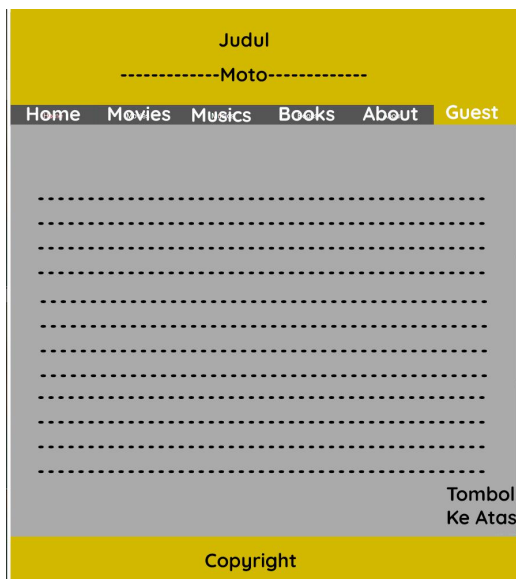 Judul
-------------Moto-------------
Home Movies Musics Books About Guest
Tombol
Ke Atas
Copyright